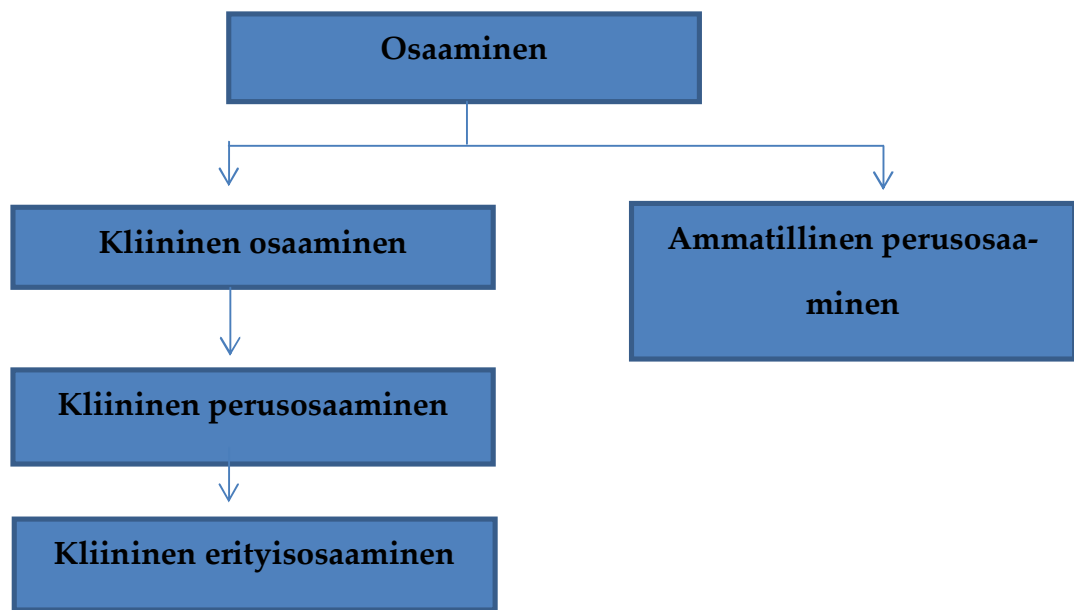 Osaaminen
Kliininen osaaminen
Ammatillinen perusosaa-
minen
Kliininen perusosaaminen
Kliininen erityisosaaminen